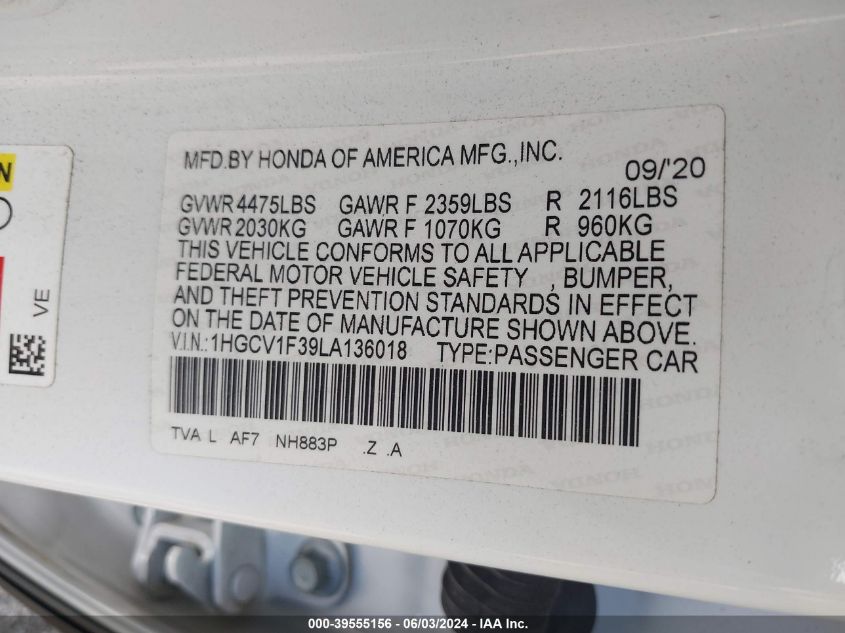 MFD.BY HONDA OF AMERICA MFG.,INC.
09/'20
GVWR 4475LBS GAWR F 2359LBS R 2116LBS
GVWR 2030KG GAWR F 1070KG R 960KG
THIS VEHICLE CONFORMS TO ALL APPLICABLE
FEDERAL MOTOR VEHICLE SAFETY , BUMPER,
AND THEFT PREVENTION STANDARDS IN EFFECT
ON THE DATE OF MANUFACTURE SHOWN ABOVE.
V.I.N.:1HGCV1F39LA136018 TYPE:PASSENGER CAR
TVA L AF7 NH883P .Z .A
VE
000-39555156 - 06/03/2024 - IAA Inc.